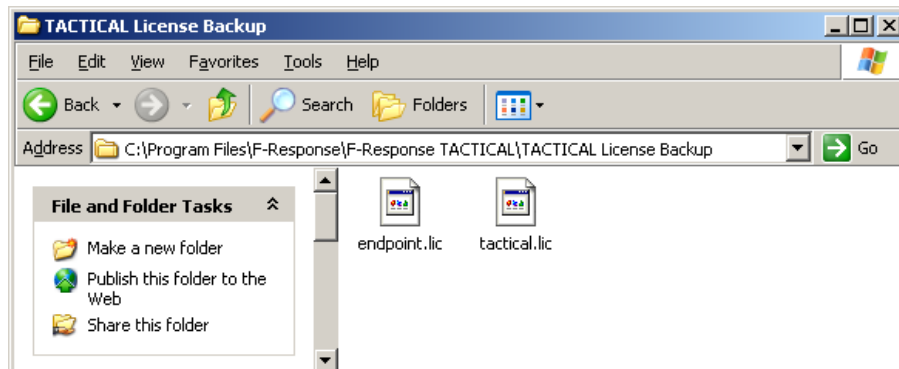 TACTICAL License Backup
File Edit View Favorites Tools Help
Back Search Folders
Address C:\Program Files\F-Response\F-Response TACTICAL\TACTICAL License Backup Go
File and Folder Tasks
Make a new folder
Publish this folder to the
Web
Share this folder
endpoint.lic tactical.lic